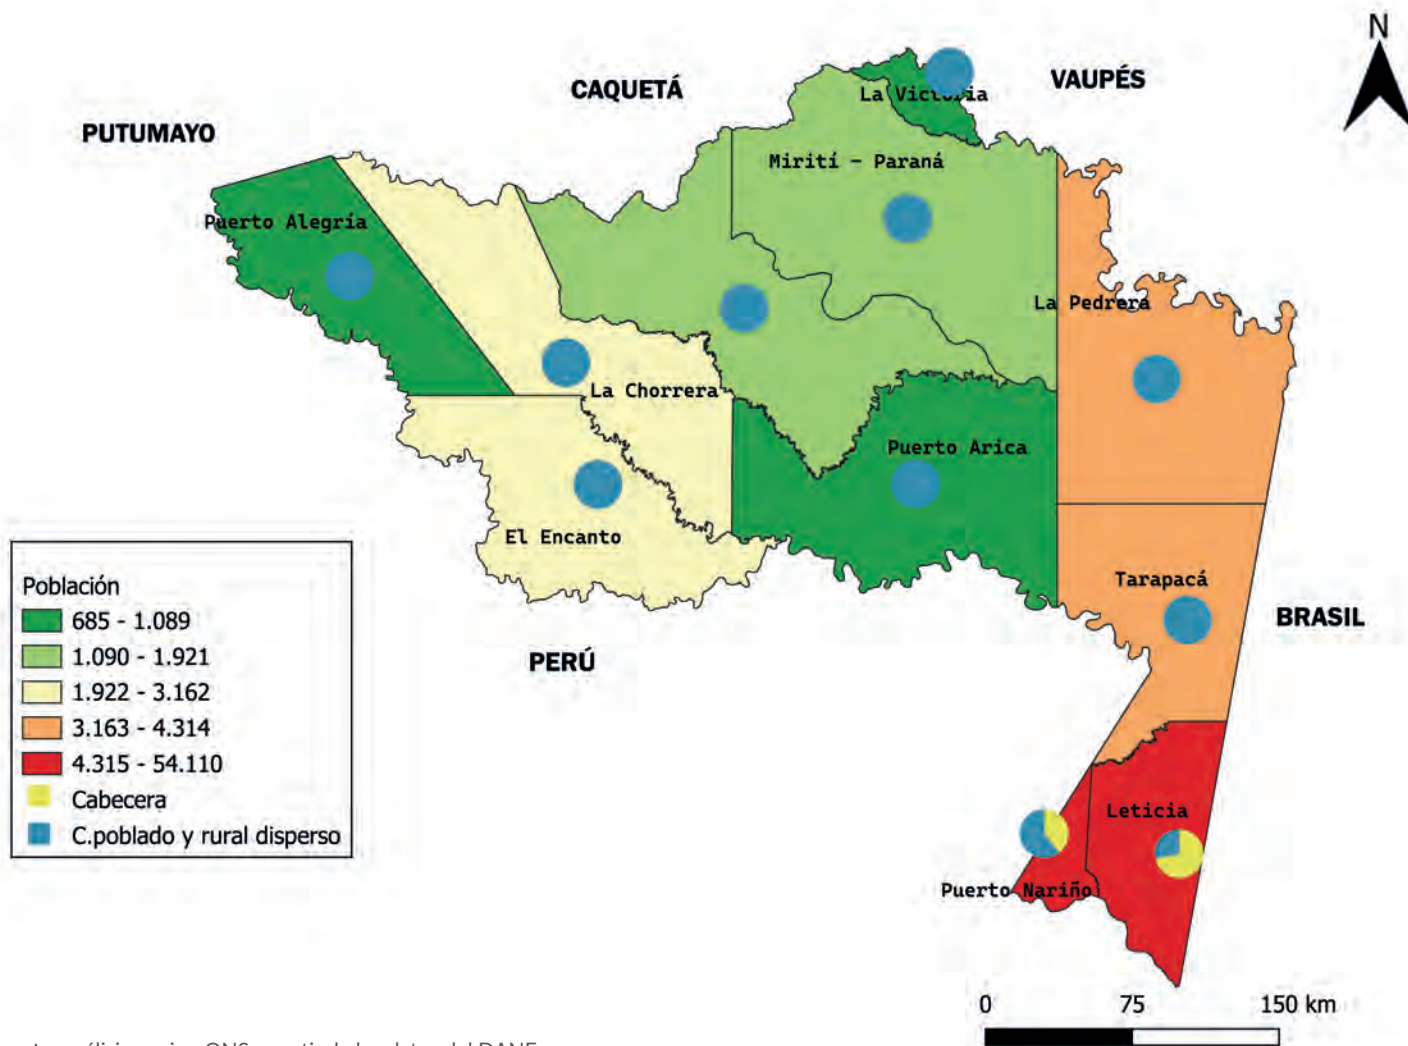 N
CAQUETÁ
VAUPÉS
PUTUMAYO
La Victoria
Mirití - Paraná
Puerto Alegría
La Pedrera
La Chorrera
Puerto Arica
El Encanto
Tarapacá
BRASIL
PERÚ
Población
685 - 1.089
1.090 - 1.921
1.922 - 3.162
3.163 - 4.314
4.315 - 54.110
Cabecera
C.poblado y rural disperso
Leticia
Puerto Nariño
0 75 150 km